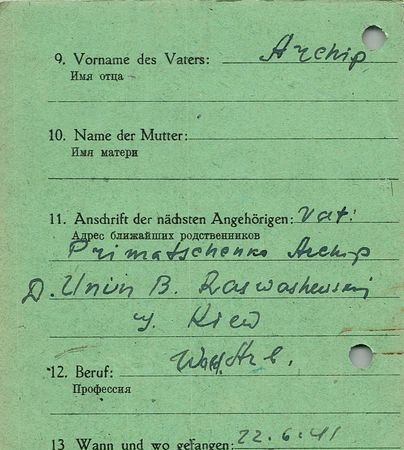 9. Vorname des Vaters: Archip
Имя отца
10. Name der Mutter:
Имя матери
11. Anschrift der nächsten Angehörigen: Vat:
Адрес ближайших родственников
Primatschenko Archip
D. Unin B. Raswashewski
g. Kiew
12. Beruf:
Профессия
13 Wann und wo gefangen: 22.6.41